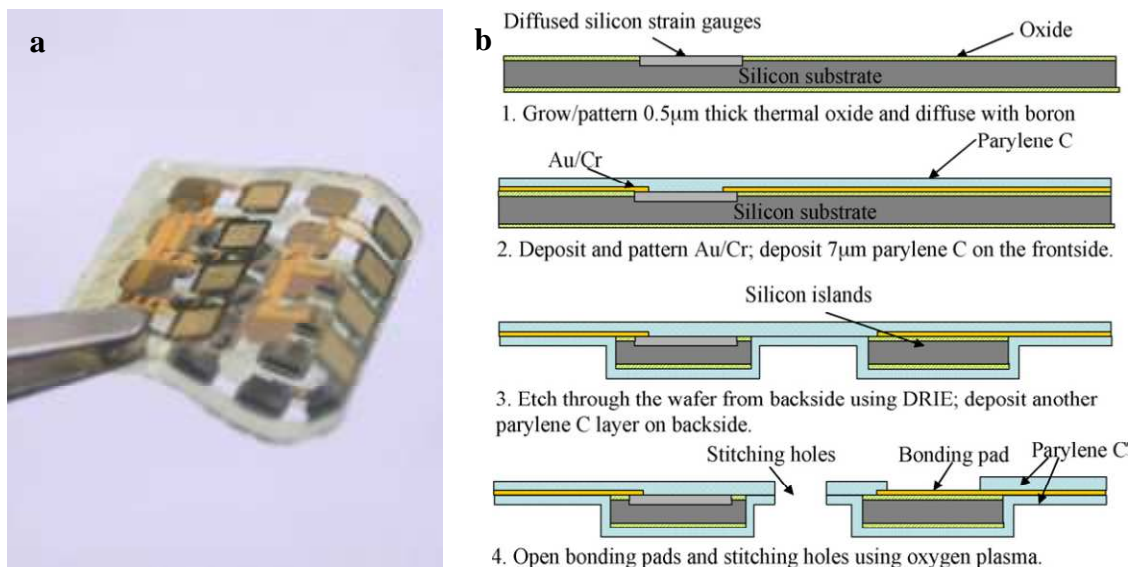 a
b
Diffused silicon strain gauges
Oxide
Silicon substrate
1. Grow/pattern 0.5μm thick thermal oxide and diffuse with boron
Au/Cr
Parylene C
Silicon substrate
2. Deposit and pattern Au/Cr; deposit 7μm parylene C on the frontside.
Silicon islands
3. Etch through the wafer from backside using DRIE; deposit another
parylene C layer on backside.
Stitching holes
Bonding pad
Parylene C
4. Open bonding pads and stitching holes using oxygen plasma.